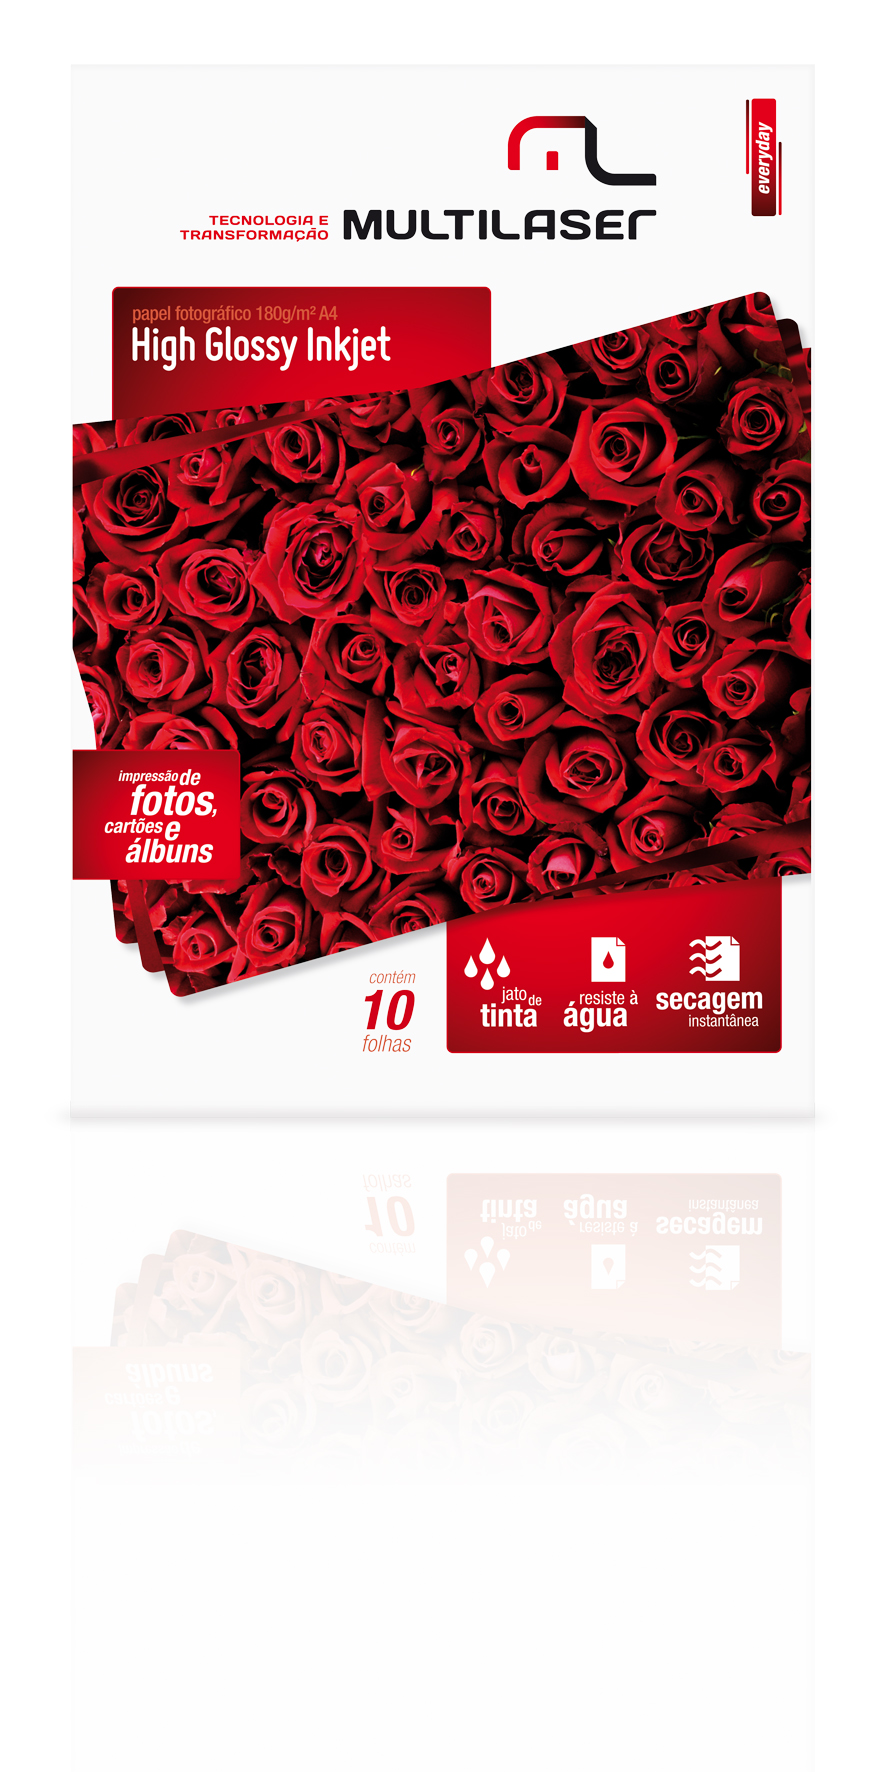 everyday
TECNOLOGIA E
TRANSFORMAÇÃO
MULTILASER
papel fotográfico 180g/m² A4
High Glossy Inkjet
impressão de
fotos,
cartões e
álbuns
contém
10
folhas
jato de
tinta
resiste à
água
secagem
instantânea